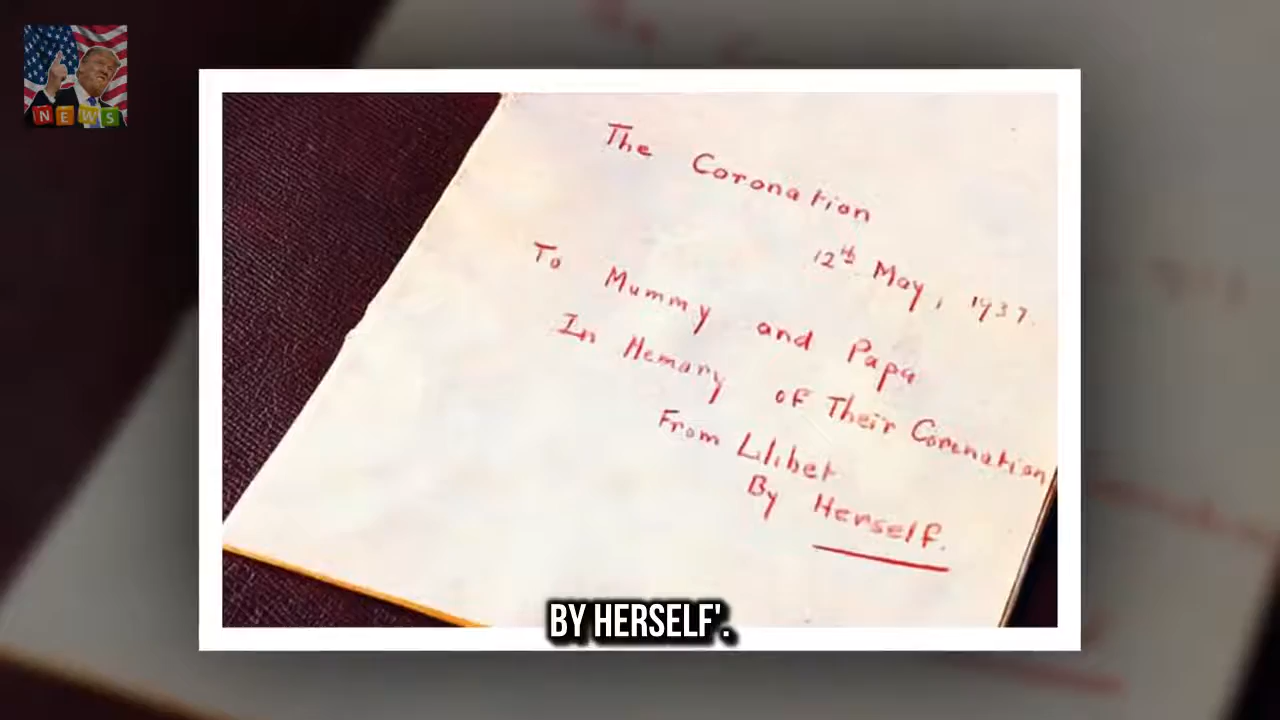 NEWS
The Coronation
12th May, 1937.
To Mummy and Papa
In Memory of Their Coronation
From Lilibet
By Herself.
BY HERSELF'.